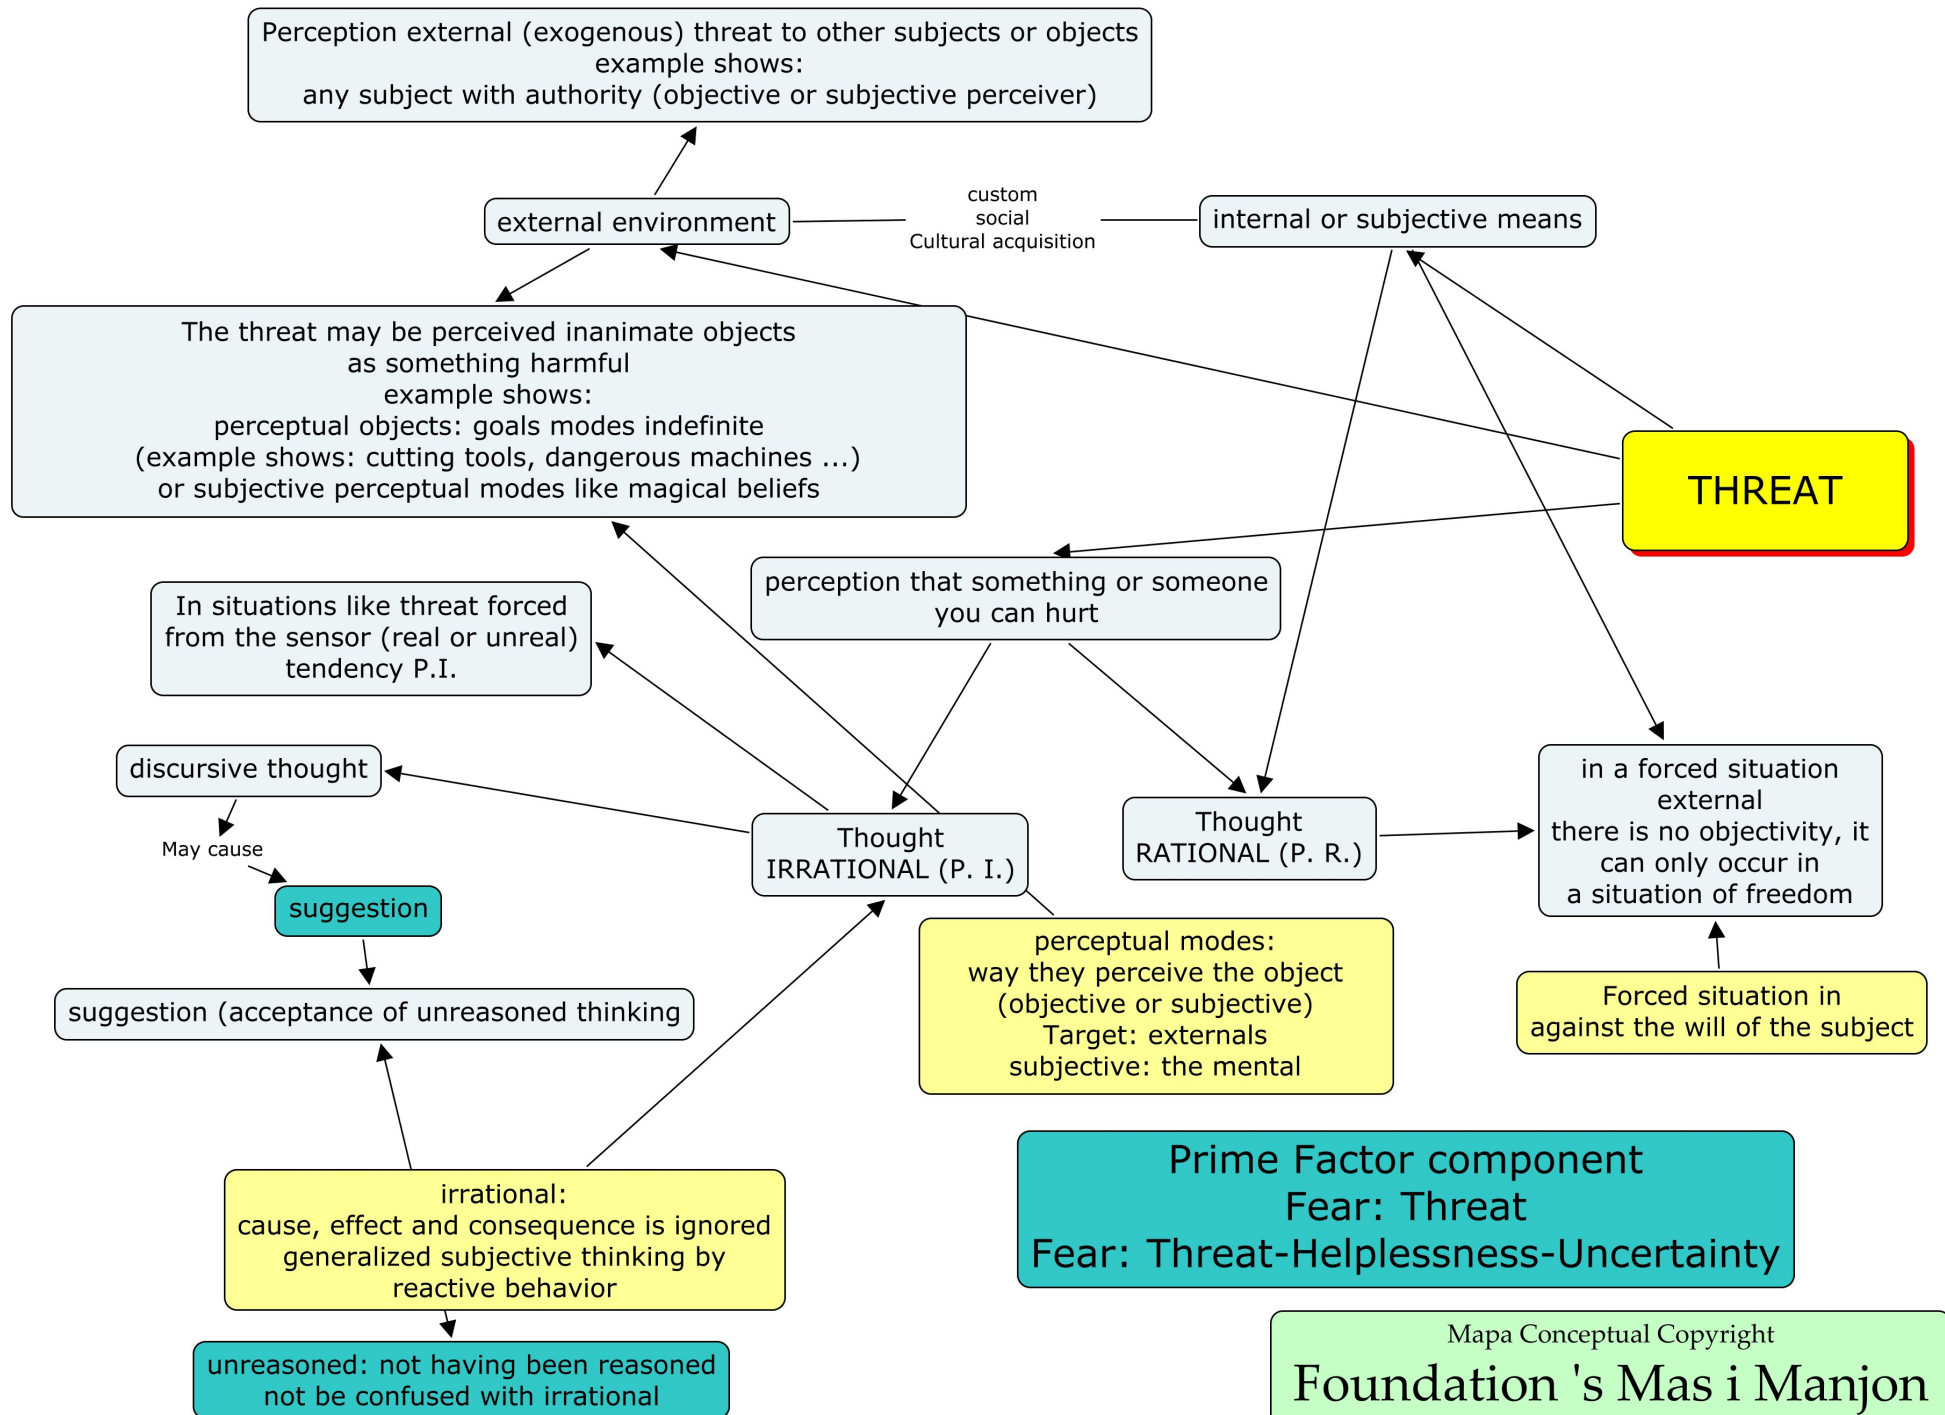 Perception external (exogenous) threat to other subjects or objects
example shows:
any subject with authority (objective or subjective perceiver)
external environment
custom
social
Cultural acquisition
internal or subjective means
The threat may be perceived inanimate objects
as something harmful
example shows:
perceptual objects: goals modes indefinite
(example shows: cutting tools, dangerous machines ...)
or subjective perceptual modes like magical beliefs
THREAT
perception that something or someone
you can hurt
In situations like threat forced
from the sensor (real or unreal)
tendency P.I.
discursive thought
May cause
suggestion
suggestion (acceptance of unreasoned thinking
Thought
IRRATIONAL (P. I.)
Thought
RATIONAL (P. R.)
in a forced situation
external
there is no objectivity, it
can only occur in
a situation of freedom
perceptual modes:
way they perceive the object
(objective or subjective)
Target: externals
subjective: the mental
Forced situation in
against the will of the subject
irrational:
cause, effect and consequence is ignored
generalized subjective thinking by
reactive behavior
unreasoned: not having been reasoned
not be confused with irrational
Prime Factor component
Fear: Threat
Fear: Threat-Helplessness-Uncertainty
Mapa Conceptual Copyright
Foundation 's Mas i Manjon